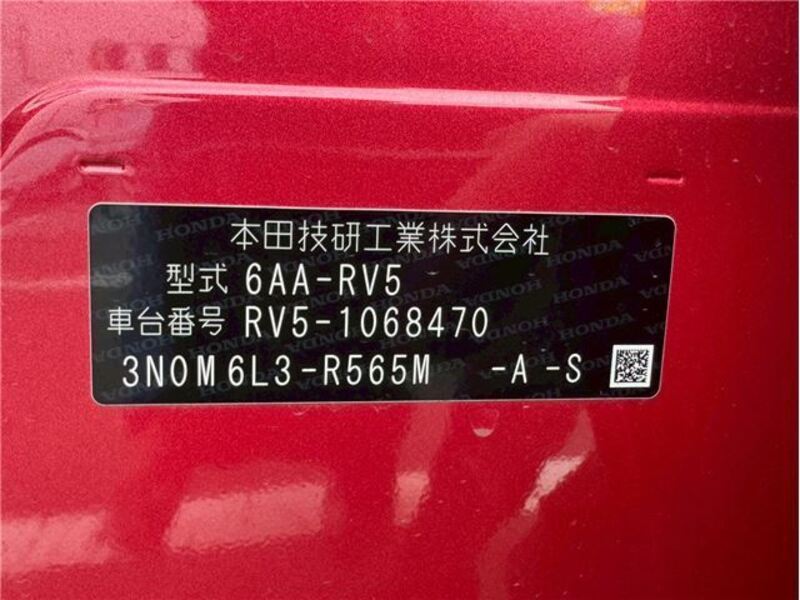 本田技研工業株式会社
型式 6AA-RV5
車台番号 RV5-1068470
3N0M6L3-R565M -A-S